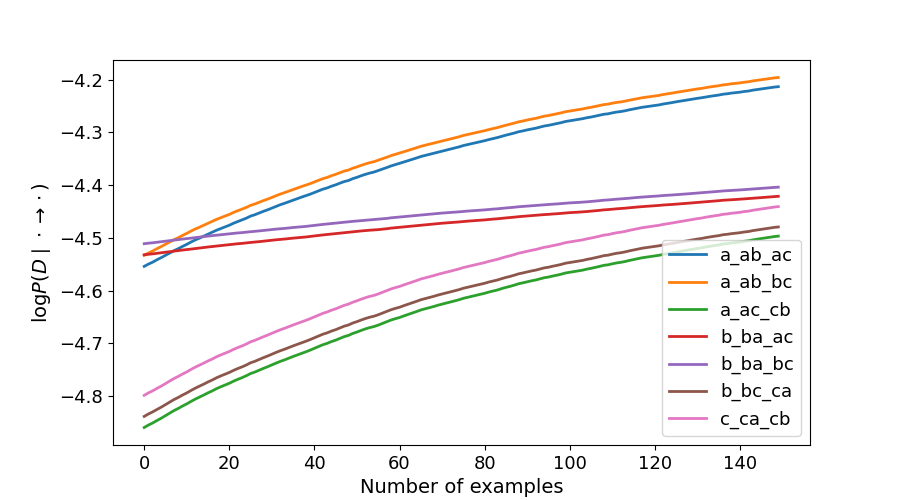 −4.2
−4.3
−4.4
−4.5
−4.6
−4.7
−4.8
logP(D | · → ·)
0 20 40 60 80 100 120 140
Number of examples
a_ab_ac
a_ab_bc
a_ac_cb
b_ba_ac
b_ba_bc
b_bc_ca
c_ca_cb